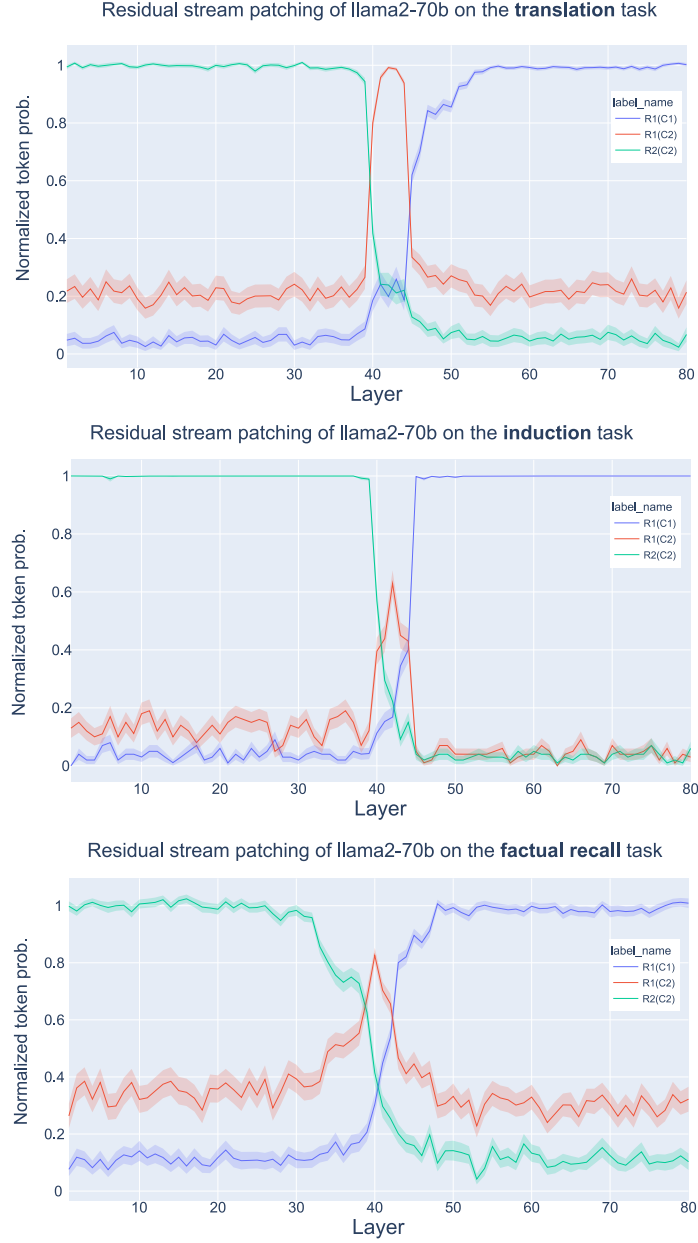 Residual stream patching of llama2-70b on the translation task
Normalized token prob.
1
0.8
0.6
0.4
0.2
0
label_name
R1(C1)
R1(C2)
R2(C2)
10 20 30 40 50 60 70 80
Layer
Residual stream patching of llama2-70b on the induction task
Normalized token prob.
1
0.8
0.6
0.4
0.2
0
label_name
R1(C1)
R1(C2)
R2(C2)
10 20 30 40 50 60 70 80
Layer
Residual stream patching of llama2-70b on the factual recall task
Normalized token prob.
1
0.8
0.6
0.4
0.2
0
label_name
R1(C1)
R1(C2)
R2(C2)
10 20 30 40 50 60 70 80
Layer